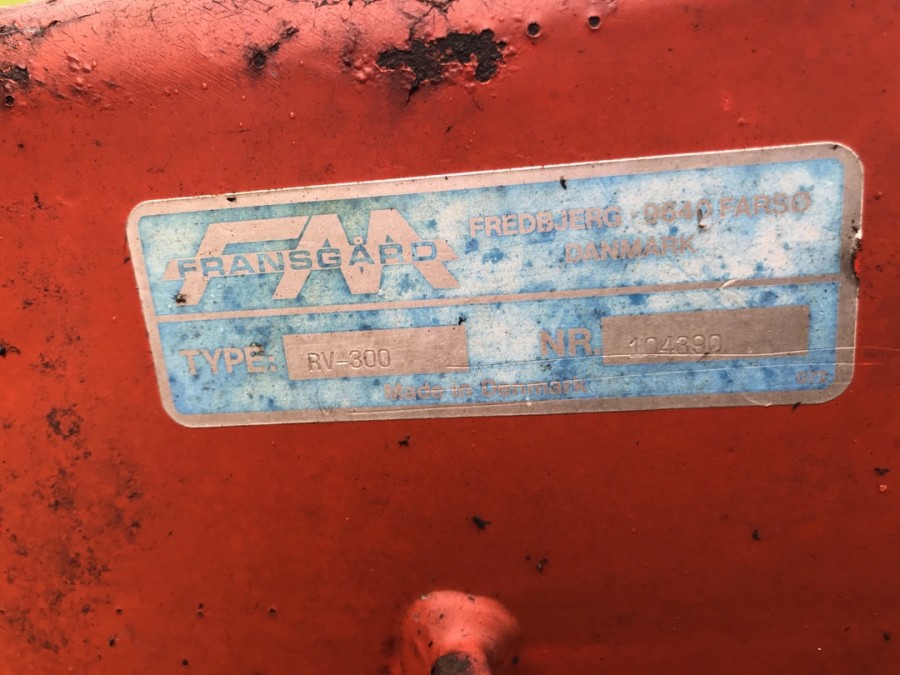 FRANSGÅRD
FREDBJERG - 9640 FARSØ
DANMARK
TYPE: RV-300
NR. 104390
Made in Denmark